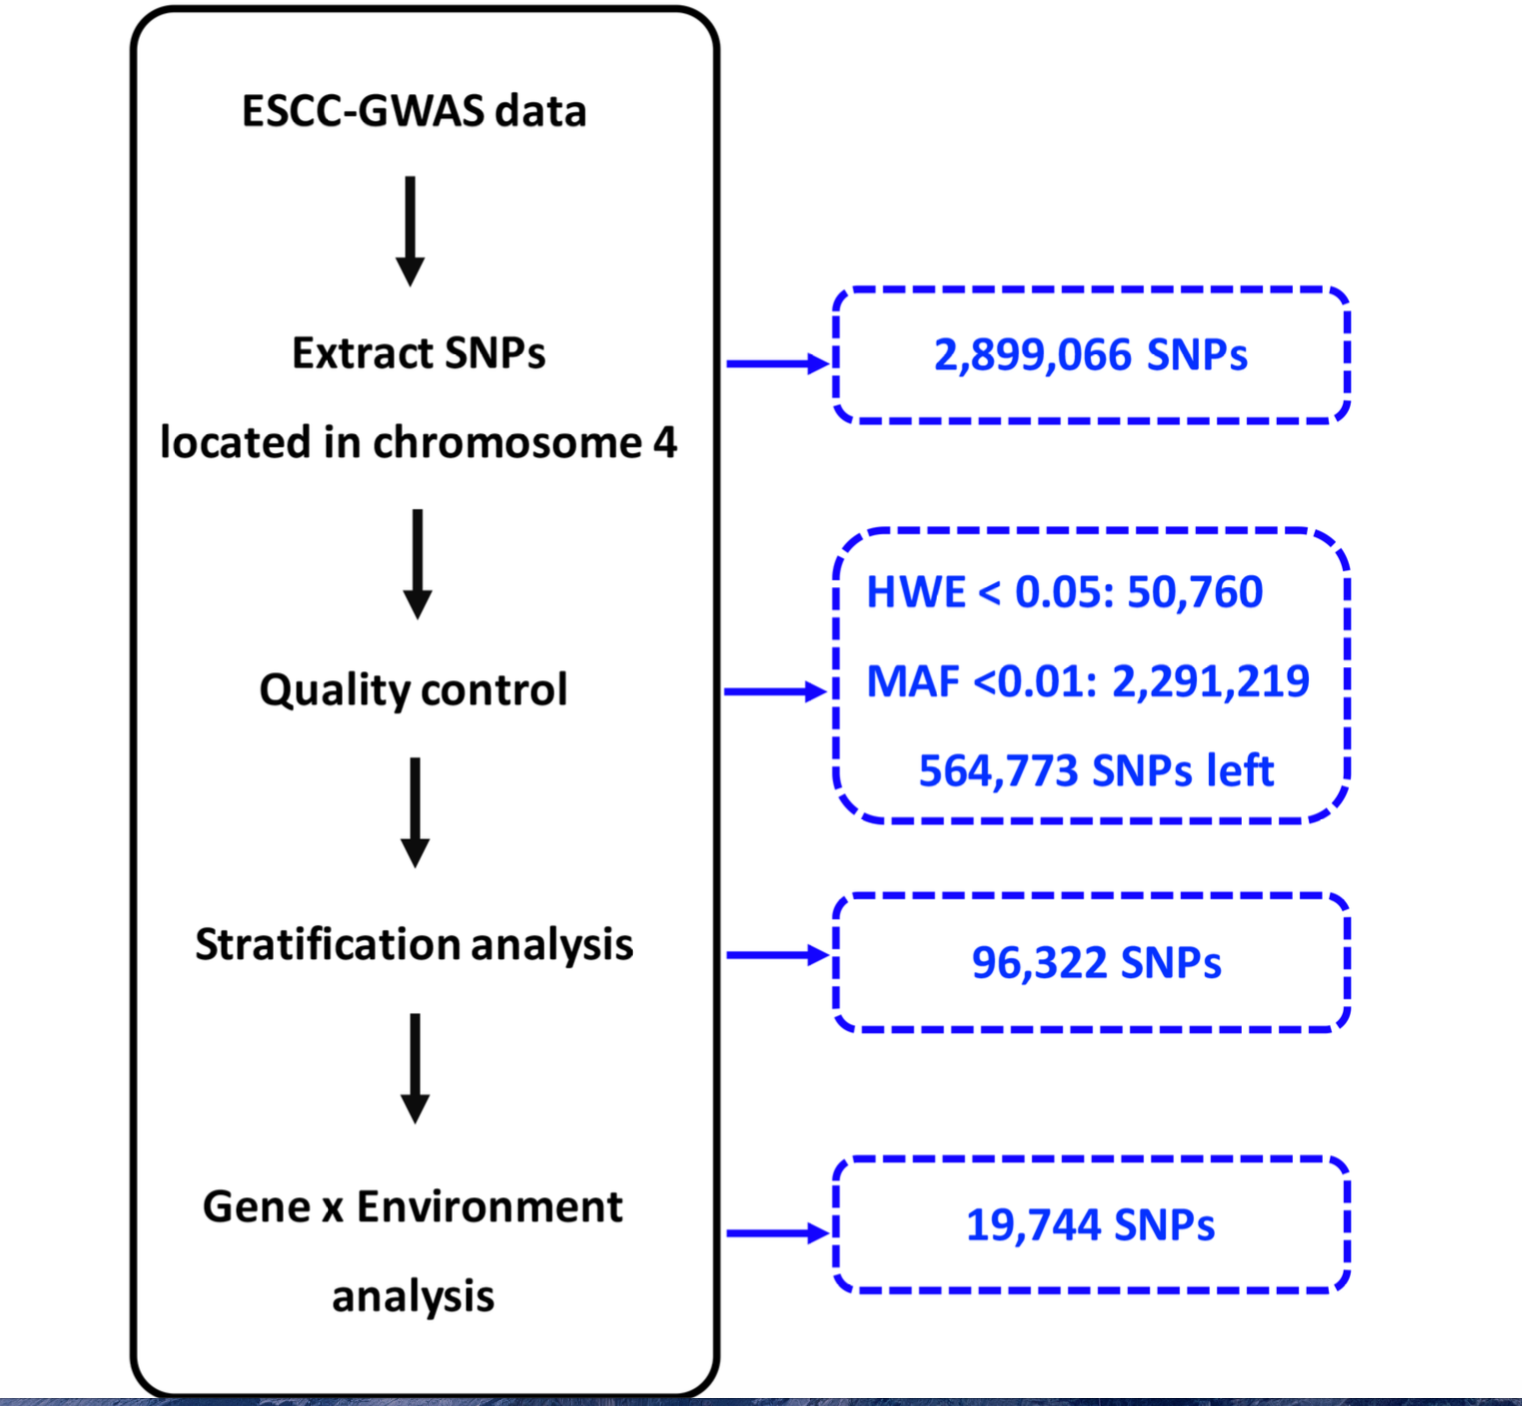 ESCC-GWAS data
Extract SNPs
located in chromosome 4
2,899,066 SNPs
Quality control
HWE < 0.05: 50,760
MAF <0.01: 2,291,219
564,773 SNPs left
Stratification analysis
96,322 SNPs
Gene x Environment
analysis
19,744 SNPs